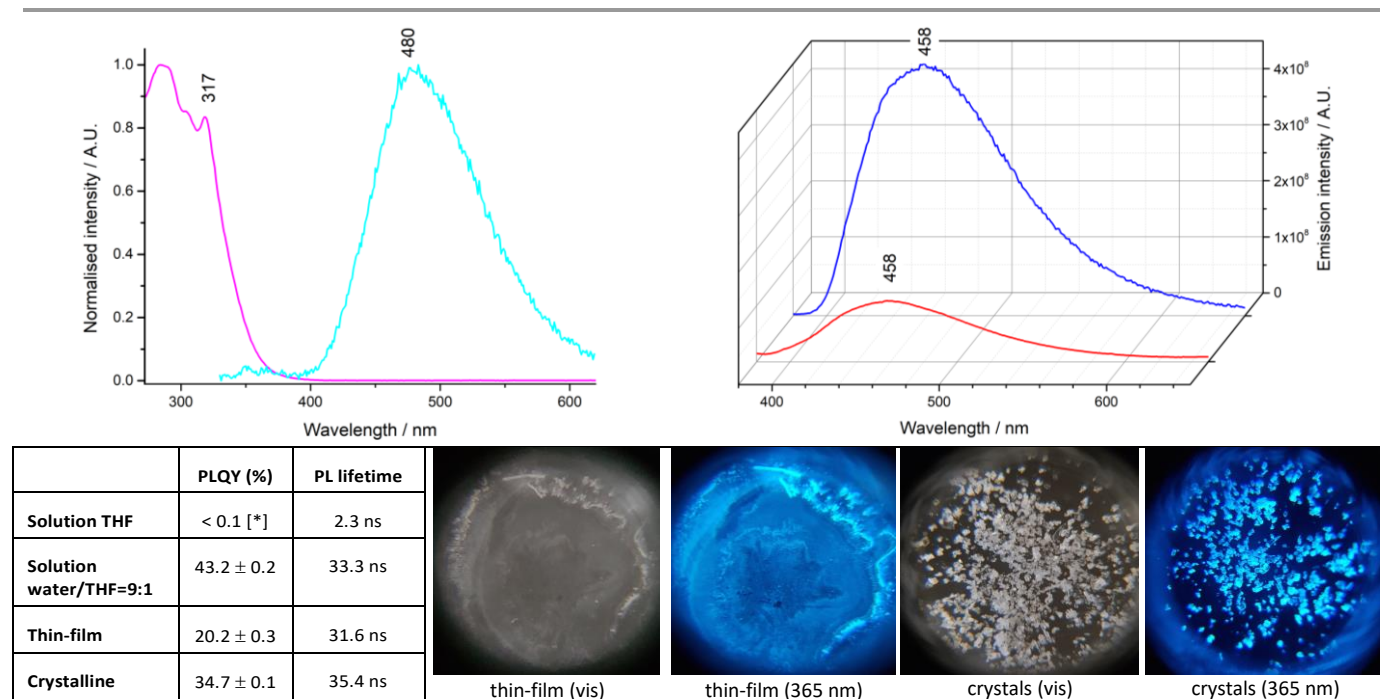 480
317
1.0
0.8
0.6
0.4
0.2
0.0
Normalised intensity / A.U.
300
400
500
600
Wavelength / nm
458
458
4x10⁸
3x10⁸
2x10⁸
1x10⁸
0
Emission intensity / A.U.
400
500
600
Wavelength / nm
PLQY (%) PL lifetime
Solution THF < 0.1 [*] 2.3 ns
Solution
water/THF=9:1 43.2 ± 0.2 33.3 ns
Thin-film 20.2 ± 0.3 31.6 ns
Crystalline 34.7 ± 0.1 35.4 ns
thin-film (vis)
thin-film (365 nm)
crystals (vis)
crystals (365 nm)